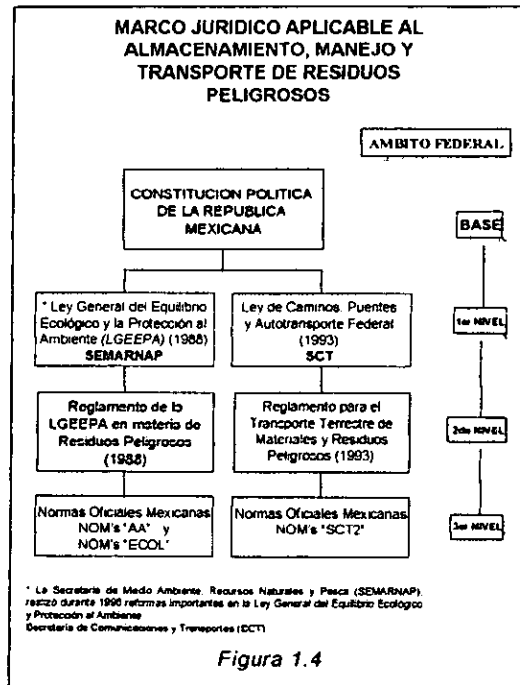 MARCO JURIDICO APLICABLE AL
ALMACENAMIENTO, MANEJO Y
TRANSPORTE DE RESIDUOS
PELIGROSOS
AMBITO FEDERAL
CONSTITUCION POLITICA
DE LA REPUBLICA
MEXICANA
BASE
* Ley General del Equilibrio
Ecológico y la Protección al
Ambiente (LGEEPA) (1988)
SEMARNAP
Ley de Caminos, Puentes
y Autotransporte Federal
(1993)
SCT
1er NIVEL
Reglamento de la
LGEEPA en materia de
Residuos Peligrosos
(1988)
Reglamento para el
Transporte Terrestre de
Materiales y Residuos
Peligrosos (1993)
2do NIVEL
Normas Oficiales Mexicanas
NOM's "AA" y
NOM's "ECOL"
Normas Oficiales Mexicanas
NOM's "SCT2"
3er NIVEL
* La Secretaria de Medio Ambiente, Recursos Naturales y Pesca (SEMARNAP),
realizó durante 1996 reformas importantes en la Ley General del Equilibrio Ecológico
y Protección al Ambiente
Secretaria de Comunicaciones y Transportes (SCT)
Figura 1.4